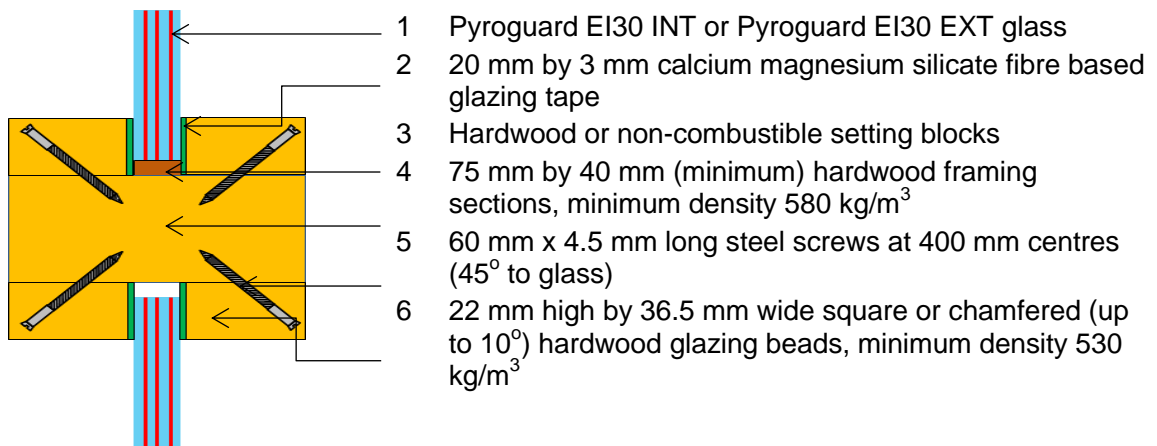 1 Pyroguard EI30 INT or Pyroguard EI30 EXT glass
2 20 mm by 3 mm calcium magnesium silicate fibre based
glazing tape
3 Hardwood or non-combustible setting blocks
4 75 mm by 40 mm (minimum) hardwood framing
sections, minimum density 580 kg/m³
5 60 mm x 4.5 mm long steel screws at 400 mm centres
(45° to glass)
6 22 mm high by 36.5 mm wide square or chamfered (up
to 10°) hardwood glazing beads, minimum density 530
kg/m³